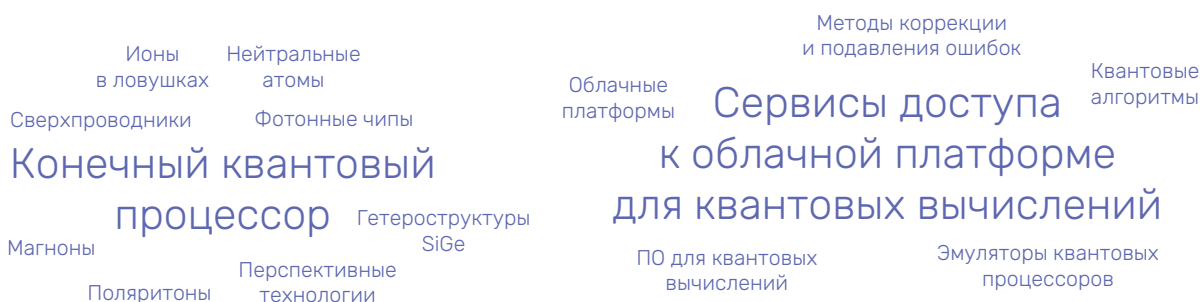 Ионы
в ловушках
Нейтральные
атомы
Сверхпроводники
Фотонные чипы
Конечный квантовый
процессор
Гетероструктуры
SiGe
Магноны
Перспективные
технологии
Поляритоны
Методы коррекции
и подавления ошибок
Облачные
платформы
Квантовые
алгоритмы
Сервисы доступа
к облачной платформе
для квантовых вычислений
ПО для квантовых
вычислений
Эмуляторы квантовых
процессоров